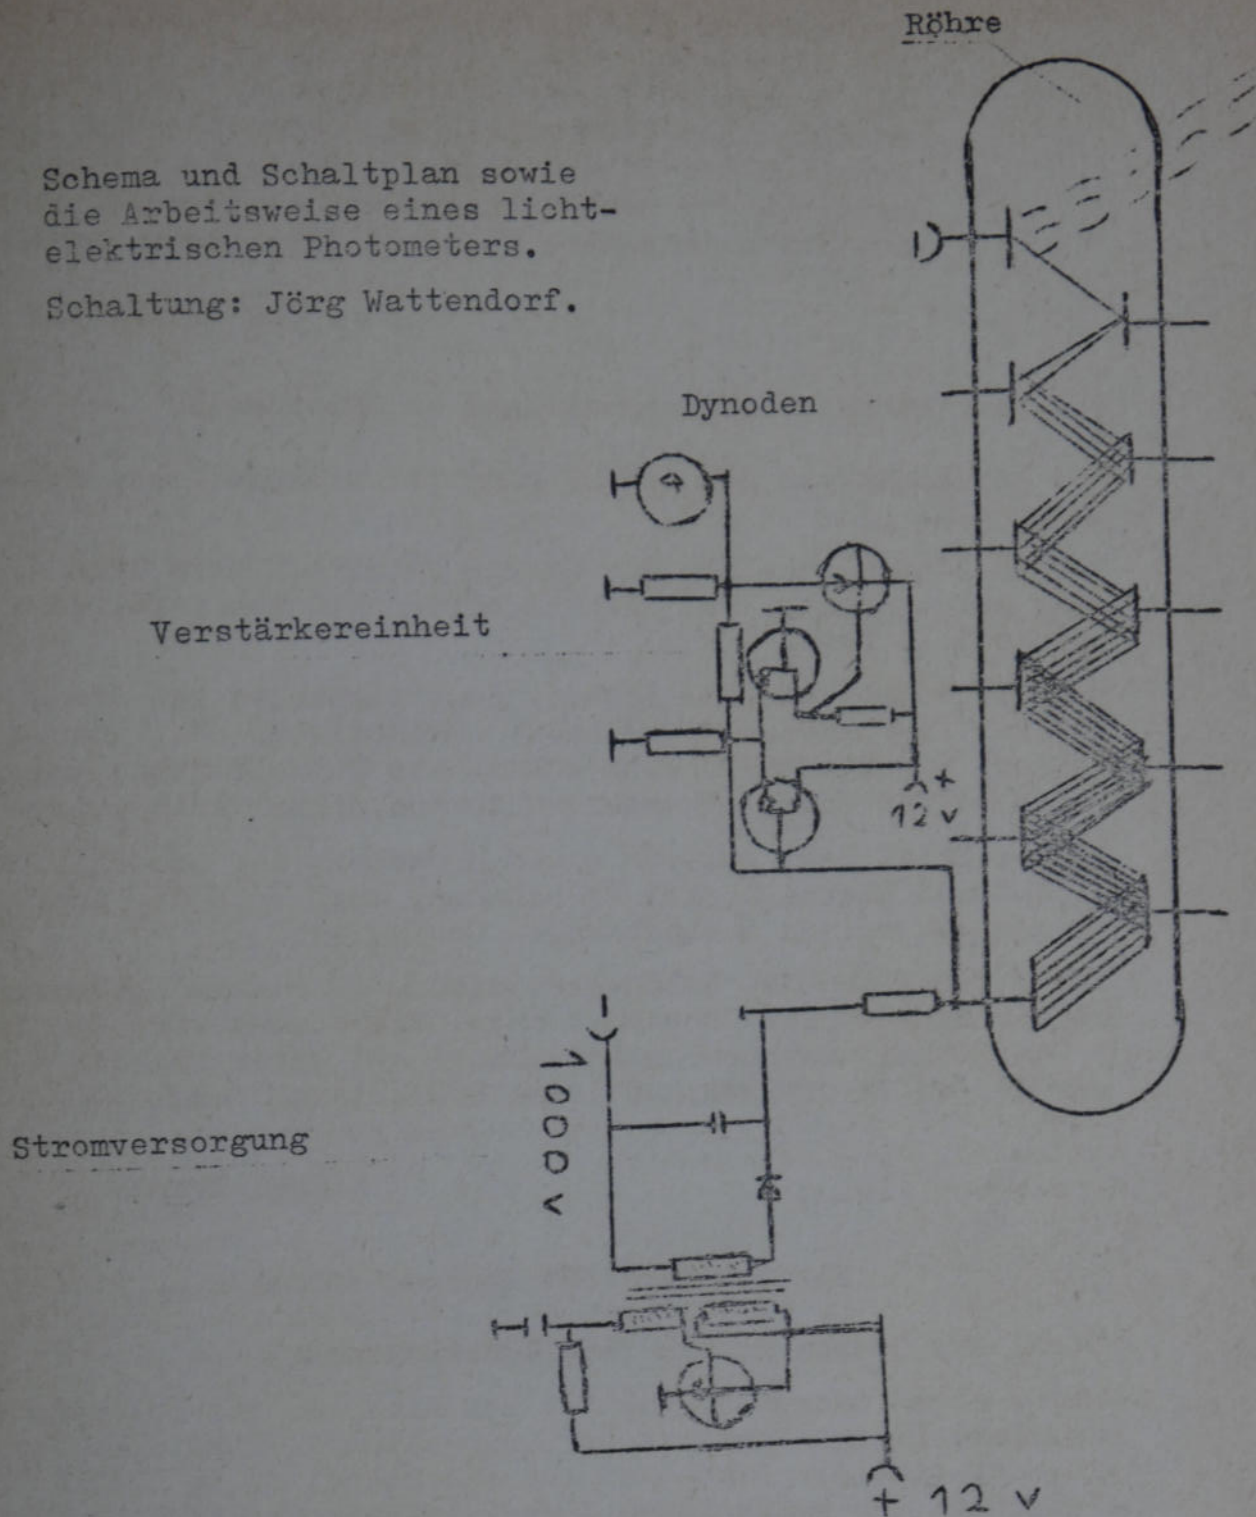 Röhre
Schema und Schaltplan sowie
die Arbeitsweise eines licht-
elektrischen Photometers.
Schaltung: Jörg Wattendorf.
Dynoden
Verstärkereinheit
+
12 v
-
1000 v
Stromversorgung
+ 12 v